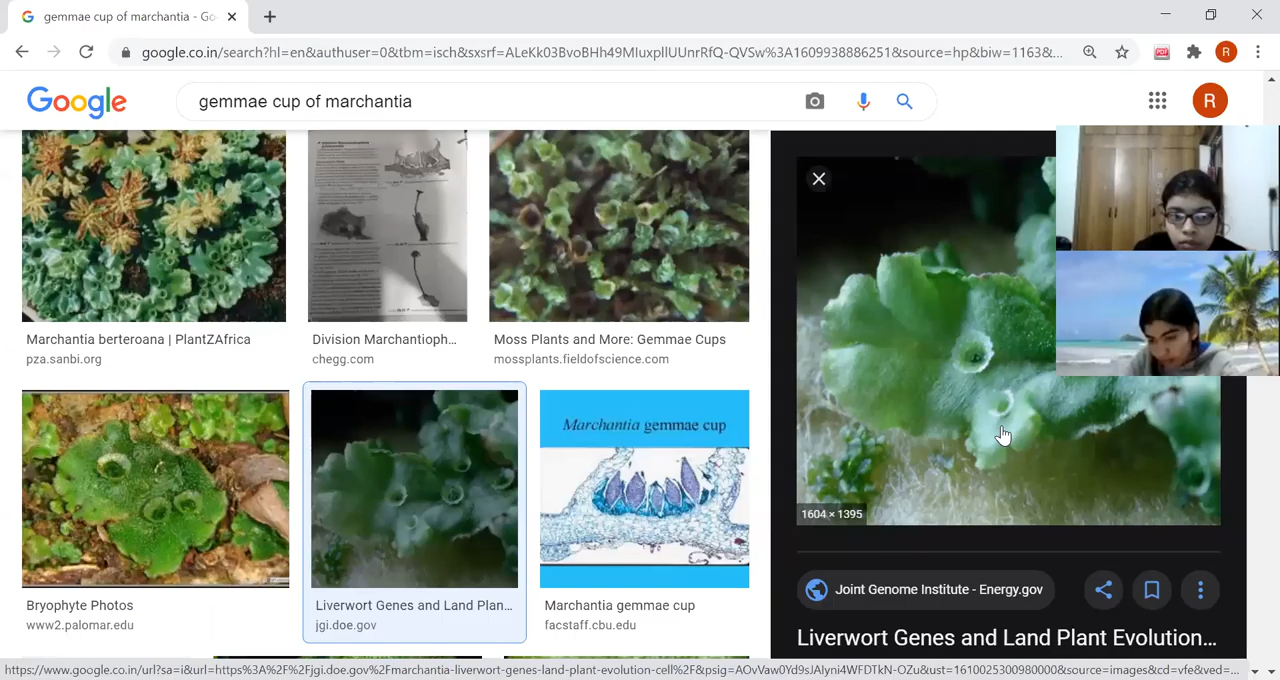 gemmae cup of marchantia - Go
google.co.in/search?hl=en&authuser=0&tbm=isch&sxsrf=ALeKk03BvoBHh49MIuxpllUUnrRfQ-QVSw%3A1609938886251&source=hp&biw=1163&...
PDF
R
Google
gemmae cup of marchantia
R
Marchantia berteroana | PlantZAfrica
pza.sanbi.org
Division Marchantioph...
chegg.com
Moss Plants and More: Gemmae Cups
mossplants.fieldofscience.com
Bryophyte Photos
www2.palomar.edu
Liverwort Genes and Land Plan...
jgi.doe.gov
Marchantia gemmae cup
Marchantia gemmae cup
facstaff.cbu.edu
1604 × 1395
Joint Genome Institute - Energy.gov
Liverwort Genes and Land Plant Evolution...
https://www.google.co.in/url?sa=i&url=https%3A%2F%2Fjgi.doe.gov%2Fmarchantia-liverwort-genes-land-plant-evolution-cell%2F&psig=AOvVaw0Yd9sJAlyni4WFDTkN-OZu&ust=1610025300980000&source=images&cd=vfe&ved=...